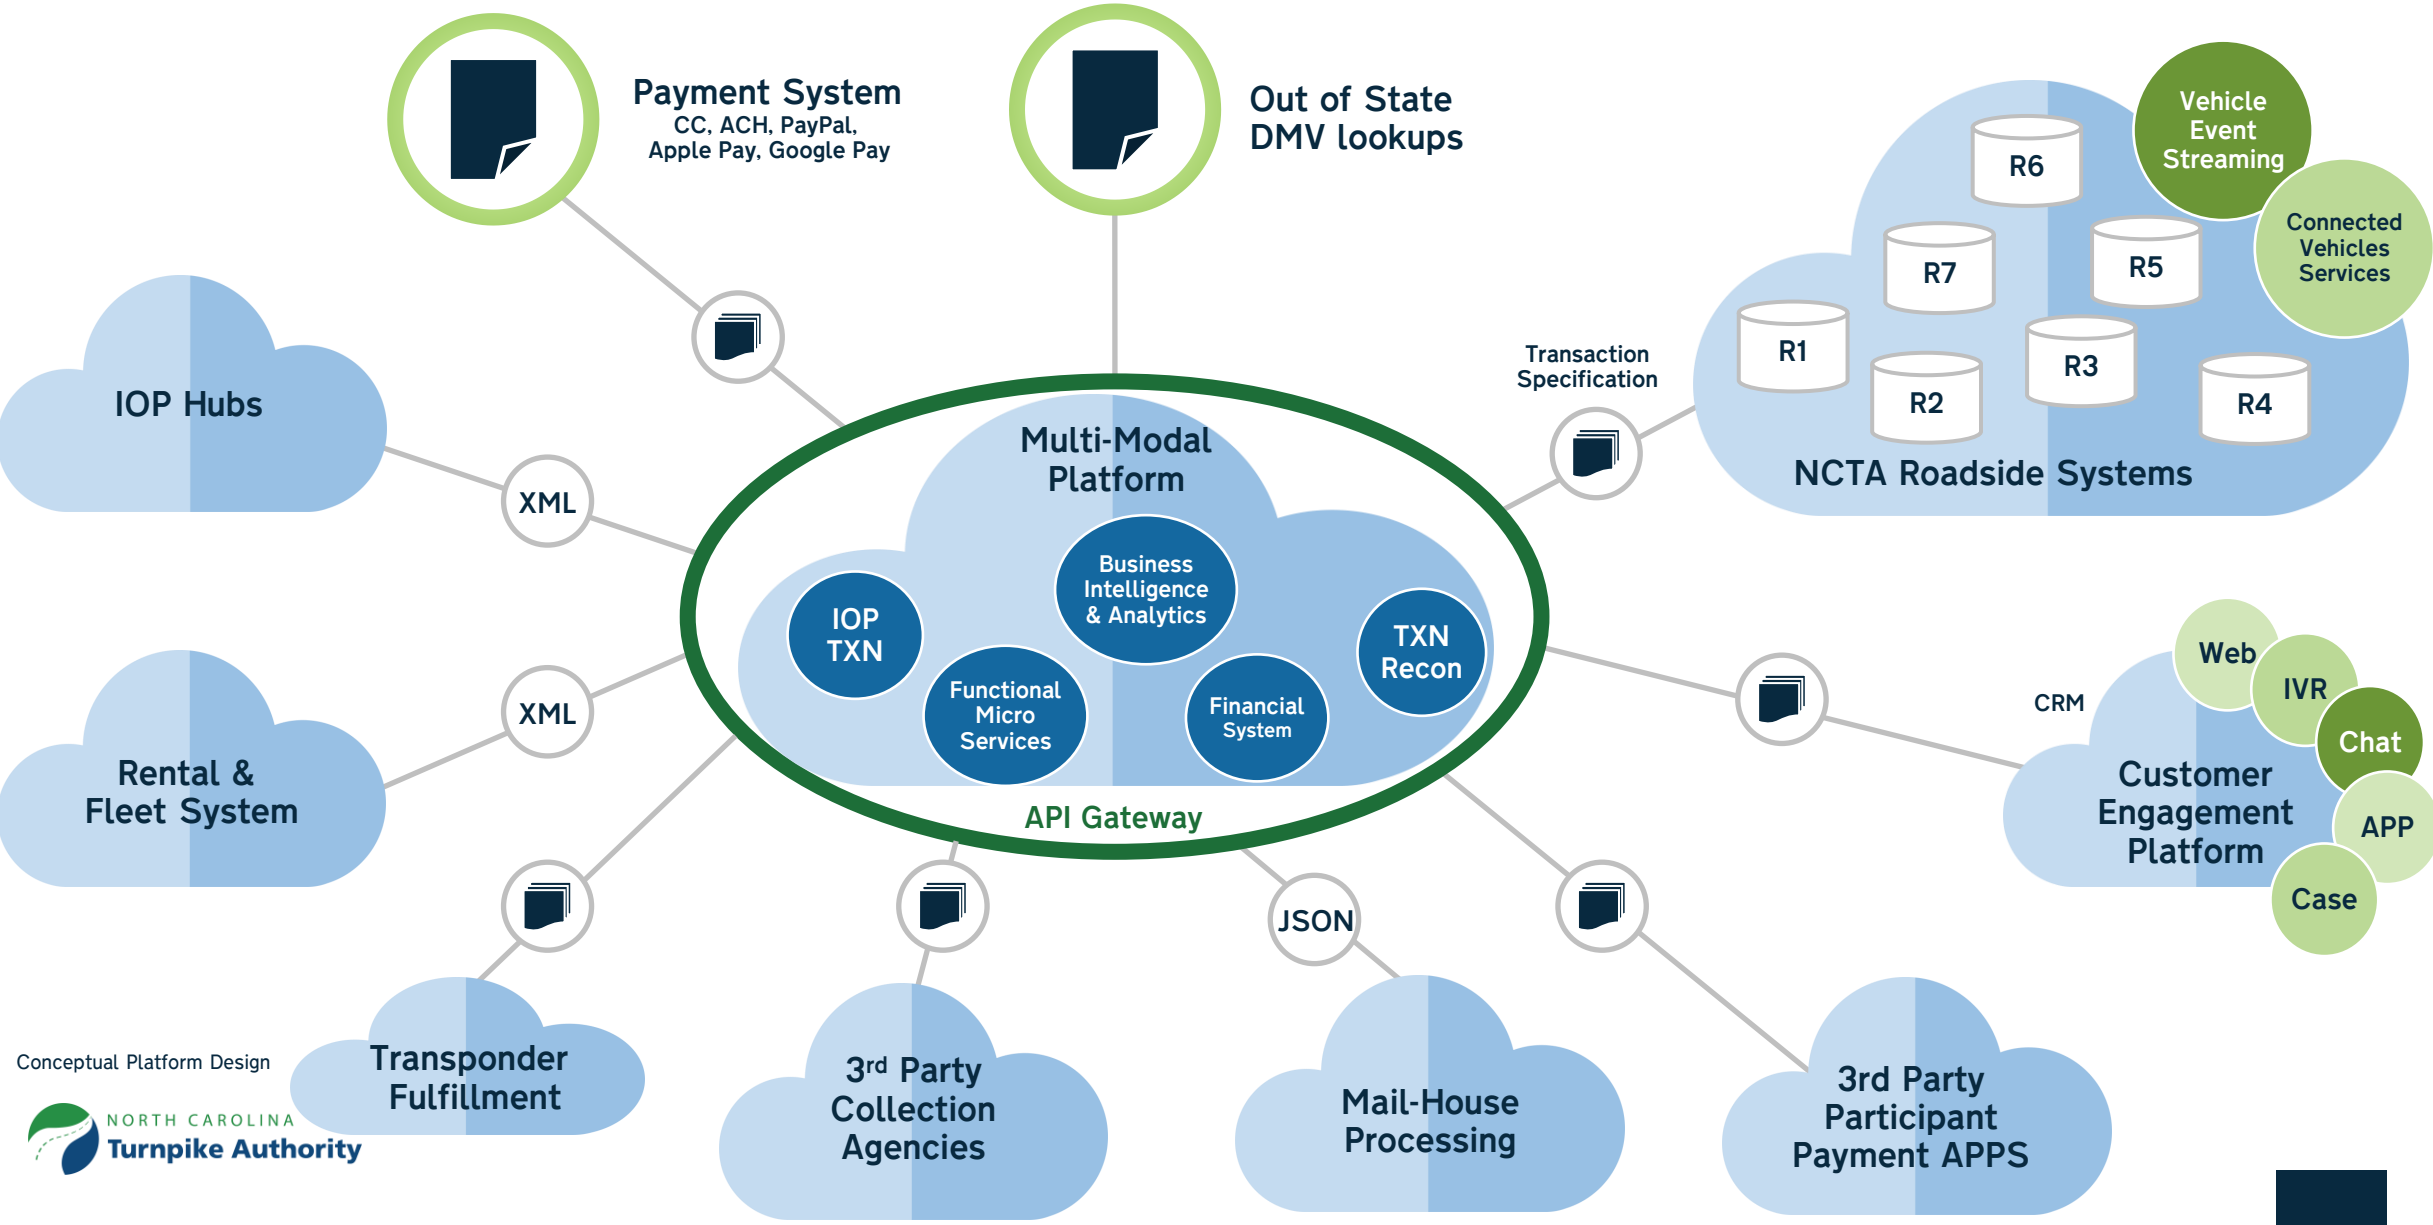 Payment System
CC, ACH, PayPal,
Apple Pay, Google Pay
Out of State
DMV lookups
Vehicle
Event
Streaming
Connected
Vehicles
Services
R6
R7
R5
R1
R2
R3
R4
NCTA Roadside Systems
Transaction
Specification
IOP Hubs
XML
Multi-Modal
Platform
Business
Intelligence
& Analytics
IOP
TXN
TXN
Recon
Functional
Micro
Services
Financial
System
API Gateway
Rental &
Fleet System
XML
CRM
Web
IVR
Chat
APP
Case
Customer
Engagement
Platform
JSON
Transponder
Fulfillment
3rd Party
Collection
Agencies
Mail-House
Processing
3rd Party
Participant
Payment APPS
Conceptual Platform Design
NORTH CAROLINA
Turnpike Authority